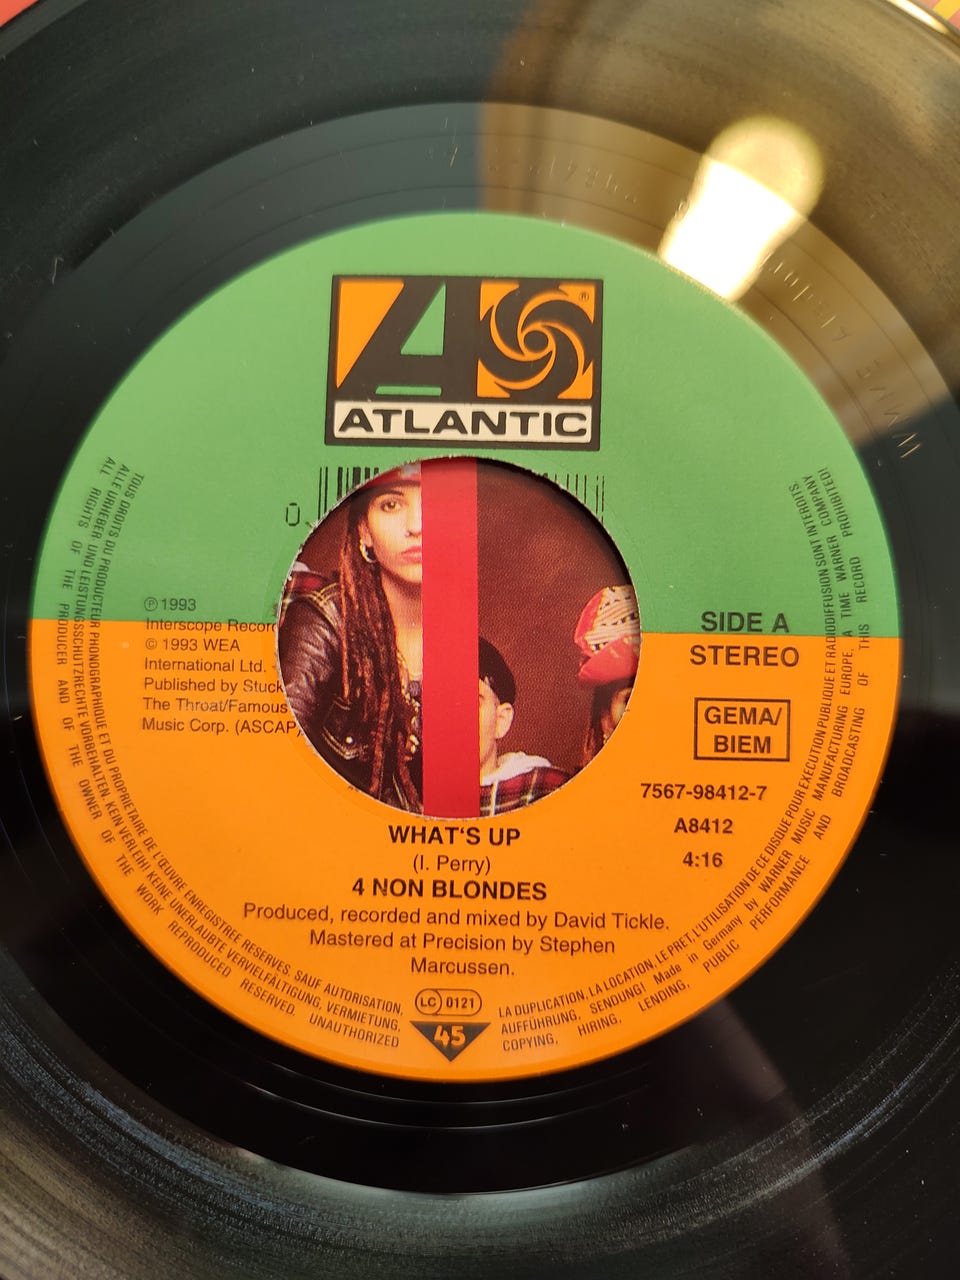 ATLANTIC
®
0
℗ 1993
Interscope Record
© 1993 WEA
International Ltd.
Published by Stuck
The Throat/Famous
Music Corp. (ASCAP)
SIDE A
STEREO
GEMA/
BIEM
7567-98412-7
A8412
4:16
WHAT'S UP
(I. Perry)
4 NON BLONDES
Produced, recorded and mixed by David Tickle.
Mastered at Precision by Stephen
Marcussen.
LC 0121
45
TOUS DROITS DU PRODUCTEUR PHONOGRAPHIQUE ET DU PROPRIETAIRE DE L'ŒUVRE ENREGISTREE RESERVES. SAUF AUTORISATION,
LA DUPLICATION, LA LOCATION, LE PRET, L'UTILISATION DE CE DISQUE POUR EXECUTION PUBLIQUE ET RADIODIFFUSION SONT INTERDITS.
ALLE URHEBER- UND LEISTUNGSSCHUTZRECHTE VORBEHALTEN. KEIN VERLEIH! KEINE UNERLAUBTE VERVIELFÄLTIGUNG, VERMIETUNG,
AUFFÜHRUNG, SENDUNG! Made in Germany by WARNER MUSIC MANUFACTURING EUROPE, A TIME WARNER COMPANY
ALL RIGHTS OF THE PRODUCER AND OF THE OWNER OF THE WORK REPRODUCED RESERVED. UNAUTHORIZED
COPYING, HIRING, LENDING, PUBLIC PERFORMANCE AND BROADCASTING OF THIS RECORD PROHIBITED!